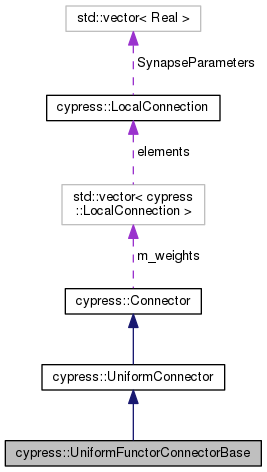 std::vector< Real >
SynapseParameters
cypress::LocalConnection
elements
std::vector< cypress
::LocalConnection >
m_weights
cypress::Connector
cypress::UniformConnector
cypress::UniformFunctorConnectorBase